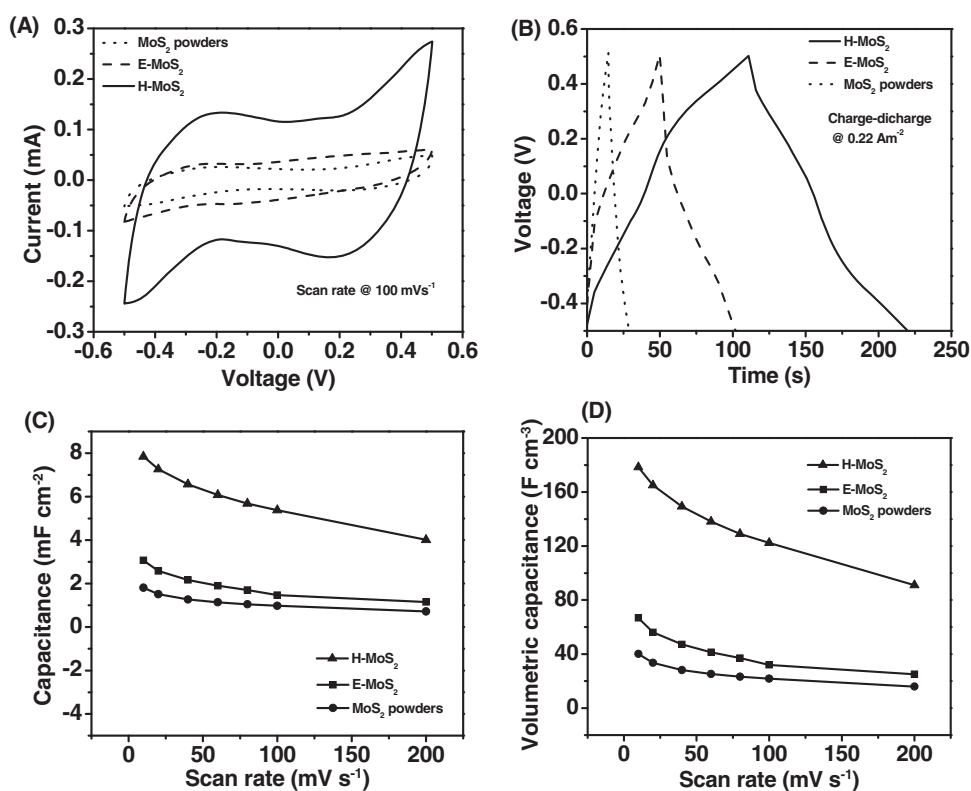 (A)
MoS₂ powders
E-MoS₂
H-MoS₂
Scan rate @ 100 mVs⁻¹
0.3
0.2
0.1
0.0
-0.1
-0.2
-0.3
Current (mA)
-0.6 -0.4 -0.2 0.0 0.2 0.4 0.6
Voltage (V)
(B)
H-MoS₂
E-MoS₂
MoS₂ powders
Charge-dicharge
@ 0.22 Am⁻²
0.6
0.4
0.2
0.0
-0.2
-0.4
Voltage (V)
0 50 100 150 200 250
Time (s)
(C)
8
6
4
2
0
-2
-4
Capacitance (mF cm⁻²)
H-MoS₂
E-MoS₂
MoS₂ powders
0 50 100 150 200
Scan rate (mV s⁻¹)
(D)
200
160
120
80
40
0
Volumetric capacitance (F cm⁻³)
H-MoS₂
E-MoS₂
MoS₂ powders
0 50 100 150 200
Scan rate (mV s⁻¹)